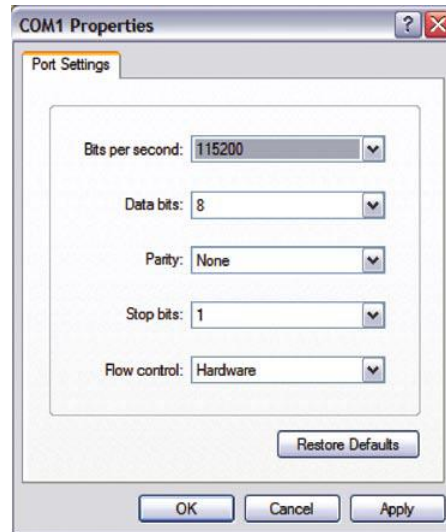 COM1 Properties
?
X
Port Settings
Bits per second: 115200
Data bits: 8
Parity: None
Stop bits: 1
Flow control: Hardware
Restore Defaults
OK Cancel Apply